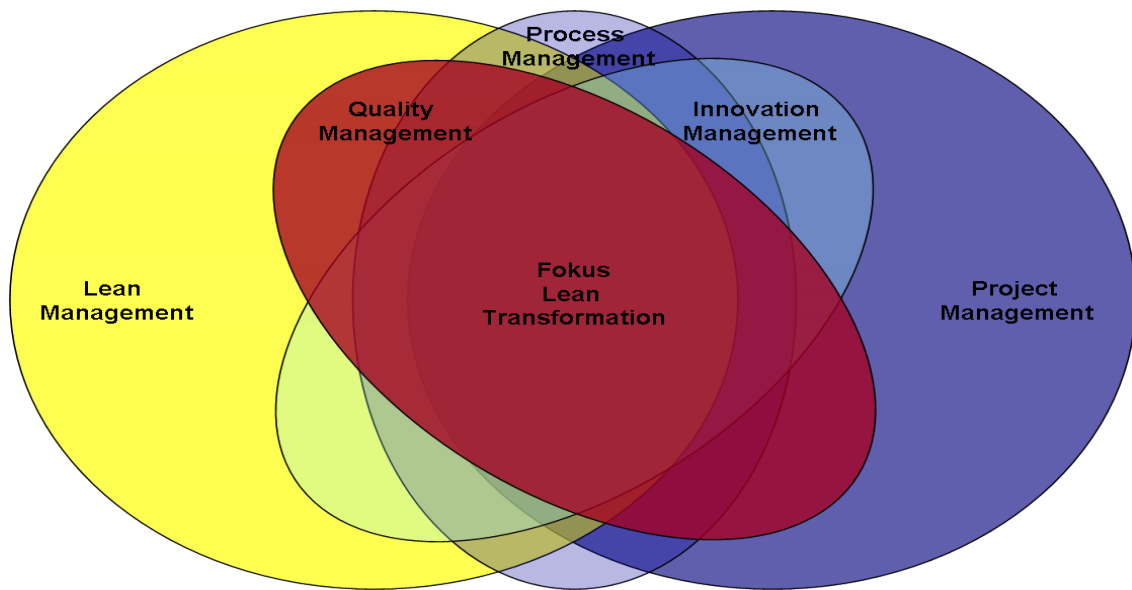 Process
Management
Quality
Management
Innovation
Management
Lean
Management
Fokus
Lean
Transformation
Project
Management